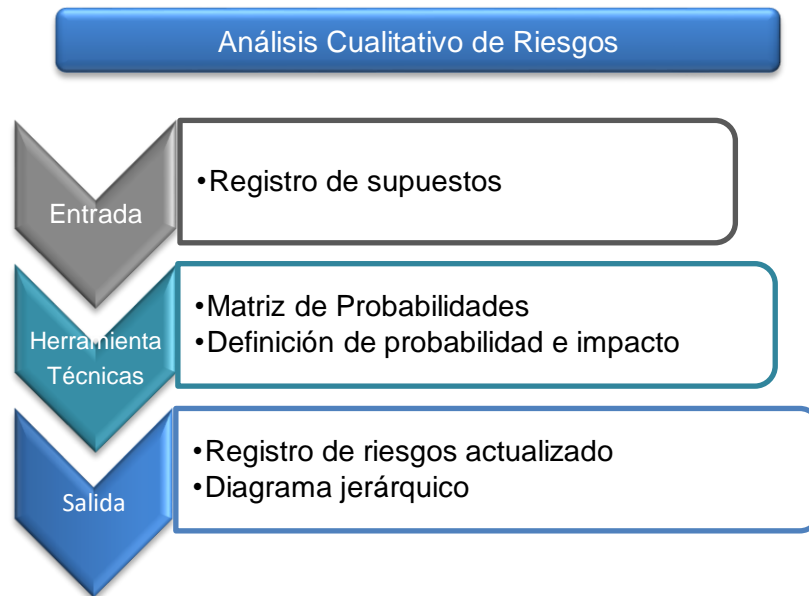 Análisis Cualitativo de Riesgos
Entrada
•Registro de supuestos
Herramienta
Técnicas
•Matriz de Probabilidades
•Definición de probabilidad e impacto
Salida
•Registro de riesgos actualizado
•Diagrama jerárquico